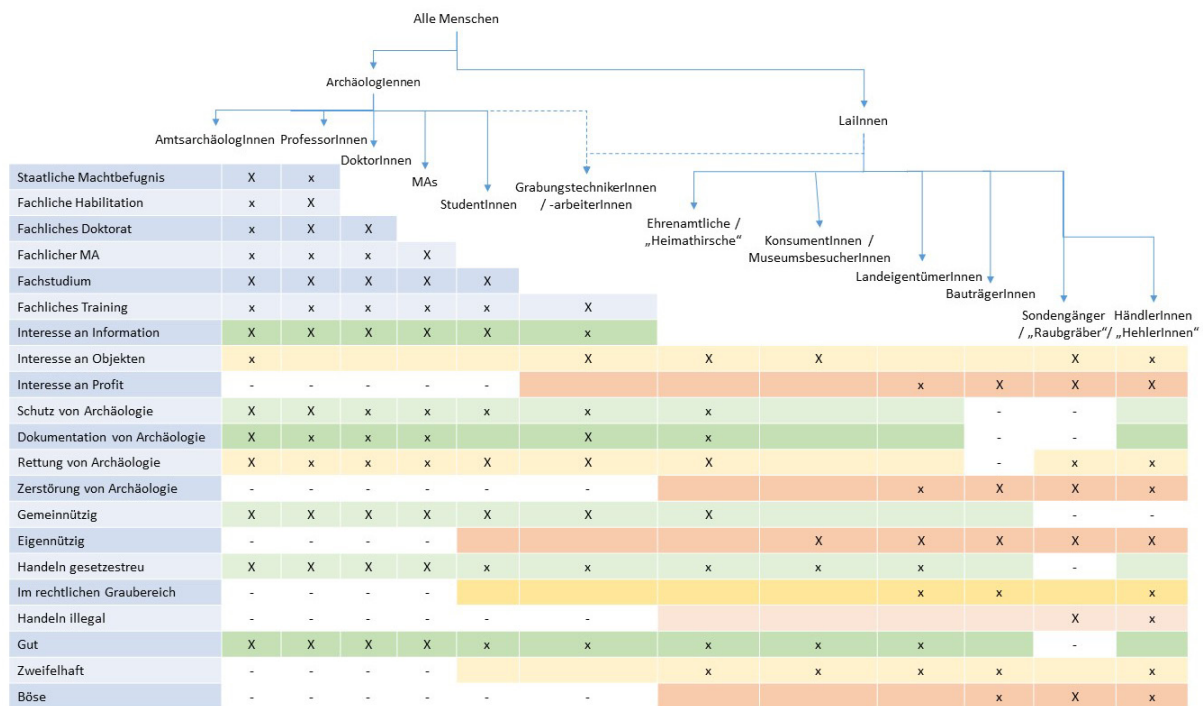 Alle Menschen
ArchäologIennen
LaiInnen
AmtsarchäologInnen ProfessorInnen
DoktorInnen
MAs
StudentInnen
GrabungstechnikerInnen
/ -arbeiterInnen
Ehrenamtliche /
„Heimathirsche“
KonsumentInnen /
MuseumsbesucherInnen
LandeigentümerInnen
BauträgerInnen
Sondengänger HändlerInnen
/ „Raubgräber“/ „HehlerInnen“
Staatliche Machtbefugnis X x
Fachliche Habilitation x X
Fachliches Doktorat x X X
Fachlicher MA x x x X
Fachstudium X X X X X
Fachliches Training x x x x x X
Interesse an Information X X X X X x
Interesse an Objekten x X X X X x
Interesse an Profit - - - - - x X X X
Schutz von Archäologie X X x x x x x - -
Dokumentation von Archäologie X x x x X x - -
Rettung von Archäologie X x x x X X X - x x
Zerstörung von Archäologie - - - - - - x X X x
Gemeinnützig X X X X X X X - -
Eigennützig - - - - X X X X X
Handeln gesetzestreu X X X X x x x x x -
Im rechtlichen Graubereich - - - - x x x
Handeln illegal - - - - - - X x
Gut X X X X x x x x x -
Zweifelhaft - - - - x x x x x
Böse - - - - - - x X x